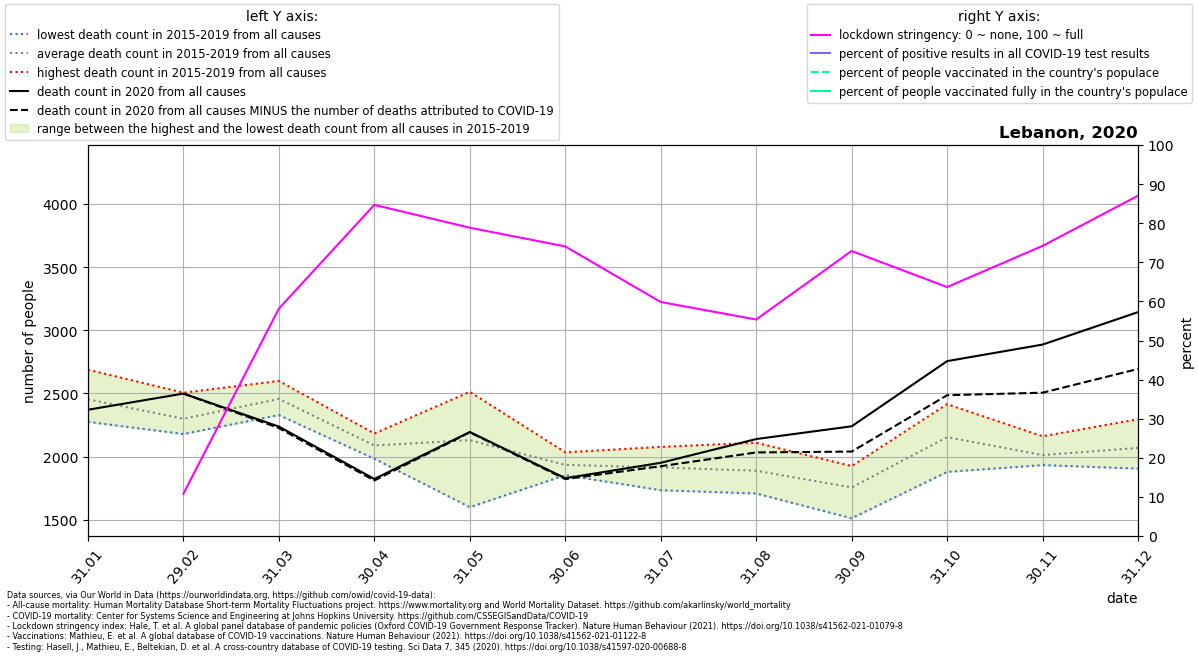 left Y axis:
lowest death count in 2015-2019 from all causes
average death count in 2015-2019 from all causes
highest death count in 2015-2019 from all causes
death count in 2020 from all causes
death count in 2020 from all causes MINUS the number of deaths attributed to COVID-19
range between the highest and the lowest death count from all causes in 2015-2019
right Y axis:
lockdown stringency: 0 ~ none, 100 ~ full
percent of positive results in all COVID-19 test results
percent of people vaccinated in the country's populace
percent of people vaccinated fully in the country's populace
Lebanon, 2020
number of people
4000
3500
3000
2500
2000
1500
100
90
80
70
60
50
40
30
20
10
0
percent
31.01
29.02
31.03
30.04
31.05
30.06
31.07
31.08
30.09
31.10
30.11
31.12
date
Data sources, via Our World in Data (https://ourworldindata.org, https://github.com/owid/covid-19-data):
- All-cause mortality: Human Mortality Database Short-term Mortality Fluctuations project. https://www.mortality.org and World Mortality Dataset. https://github.com/akarlinsky/world_mortality
- COVID-19 mortality: Center for Systems Science and Engineering at Johns Hopkins University. https://github.com/CSSEGISandData/COVID-19
- Lockdown stringency index: Hale, T. et al. A global panel database of pandemic policies (Oxford COVID-19 Government Response Tracker). Nature Human Behaviour (2021). https://doi.org/10.1038/s41562-021-01079-8
- Vaccinations: Mathieu, E. et al. A global database of COVID-19 vaccinations. Nature Human Behaviour (2021). https://doi.org/10.1038/s41562-021-01122-8
- Testing: Hasell, J., Mathieu, E., Beltekian, D. et al. A cross-country database of COVID-19 testing. Sci Data 7, 345 (2020). https://doi.org/10.1038/s41597-020-00688-8